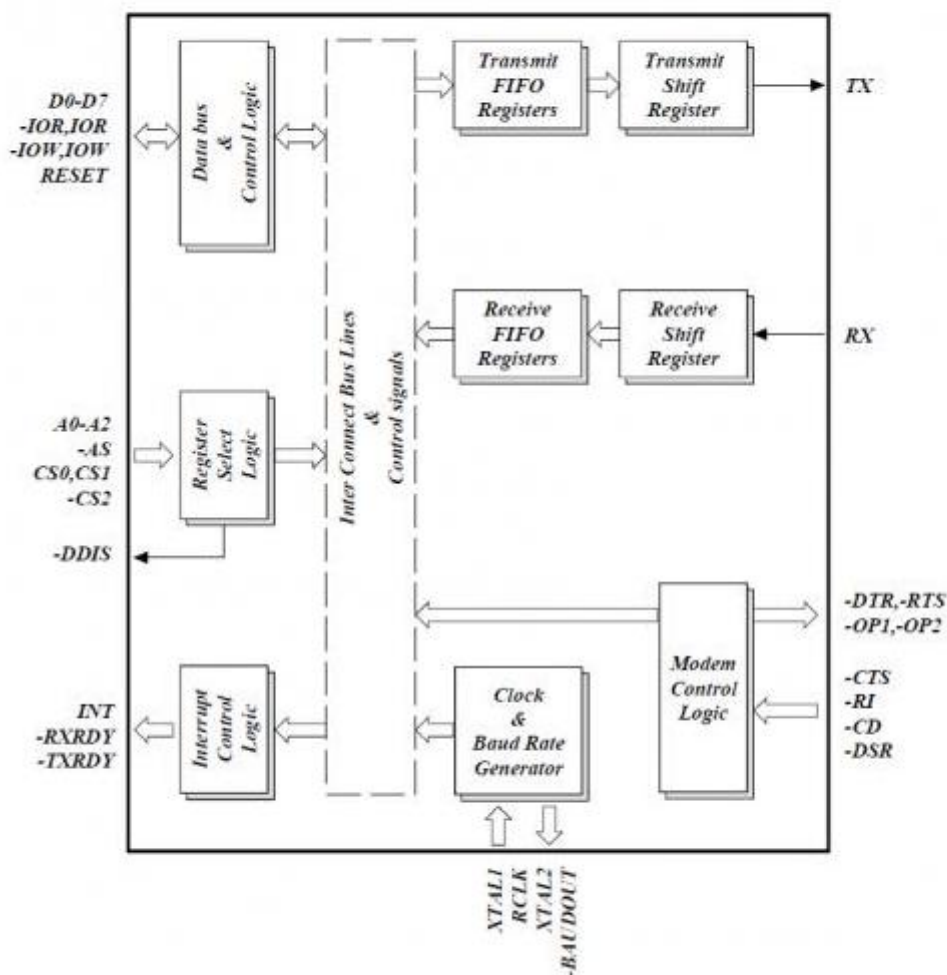 D0-D7
-IOR,IOR
-IOW,IOW
RESET
Data bus
&
Control Logic
A0-A2
-AS
CS0,CS1
-CS2
Register
Select
Logic
-DDIS
INT
-RXRDY
-TXRDY
Interrupt
Control
Logic
Inter Connect Bus Lines
&
Control signals
Transmit
FIFO
Registers
Transmit
Shift
Register
TX
Receive
FIFO
Registers
Receive
Shift
Register
RX
Clock
&
Baud Rate
Generator
Modem
Control
Logic
-DTR,-RTS
-OP1,-OP2
-CTS
-RI
-CD
-DSR
XTAL1
RCLK
XTAL2
-BAUDOUT